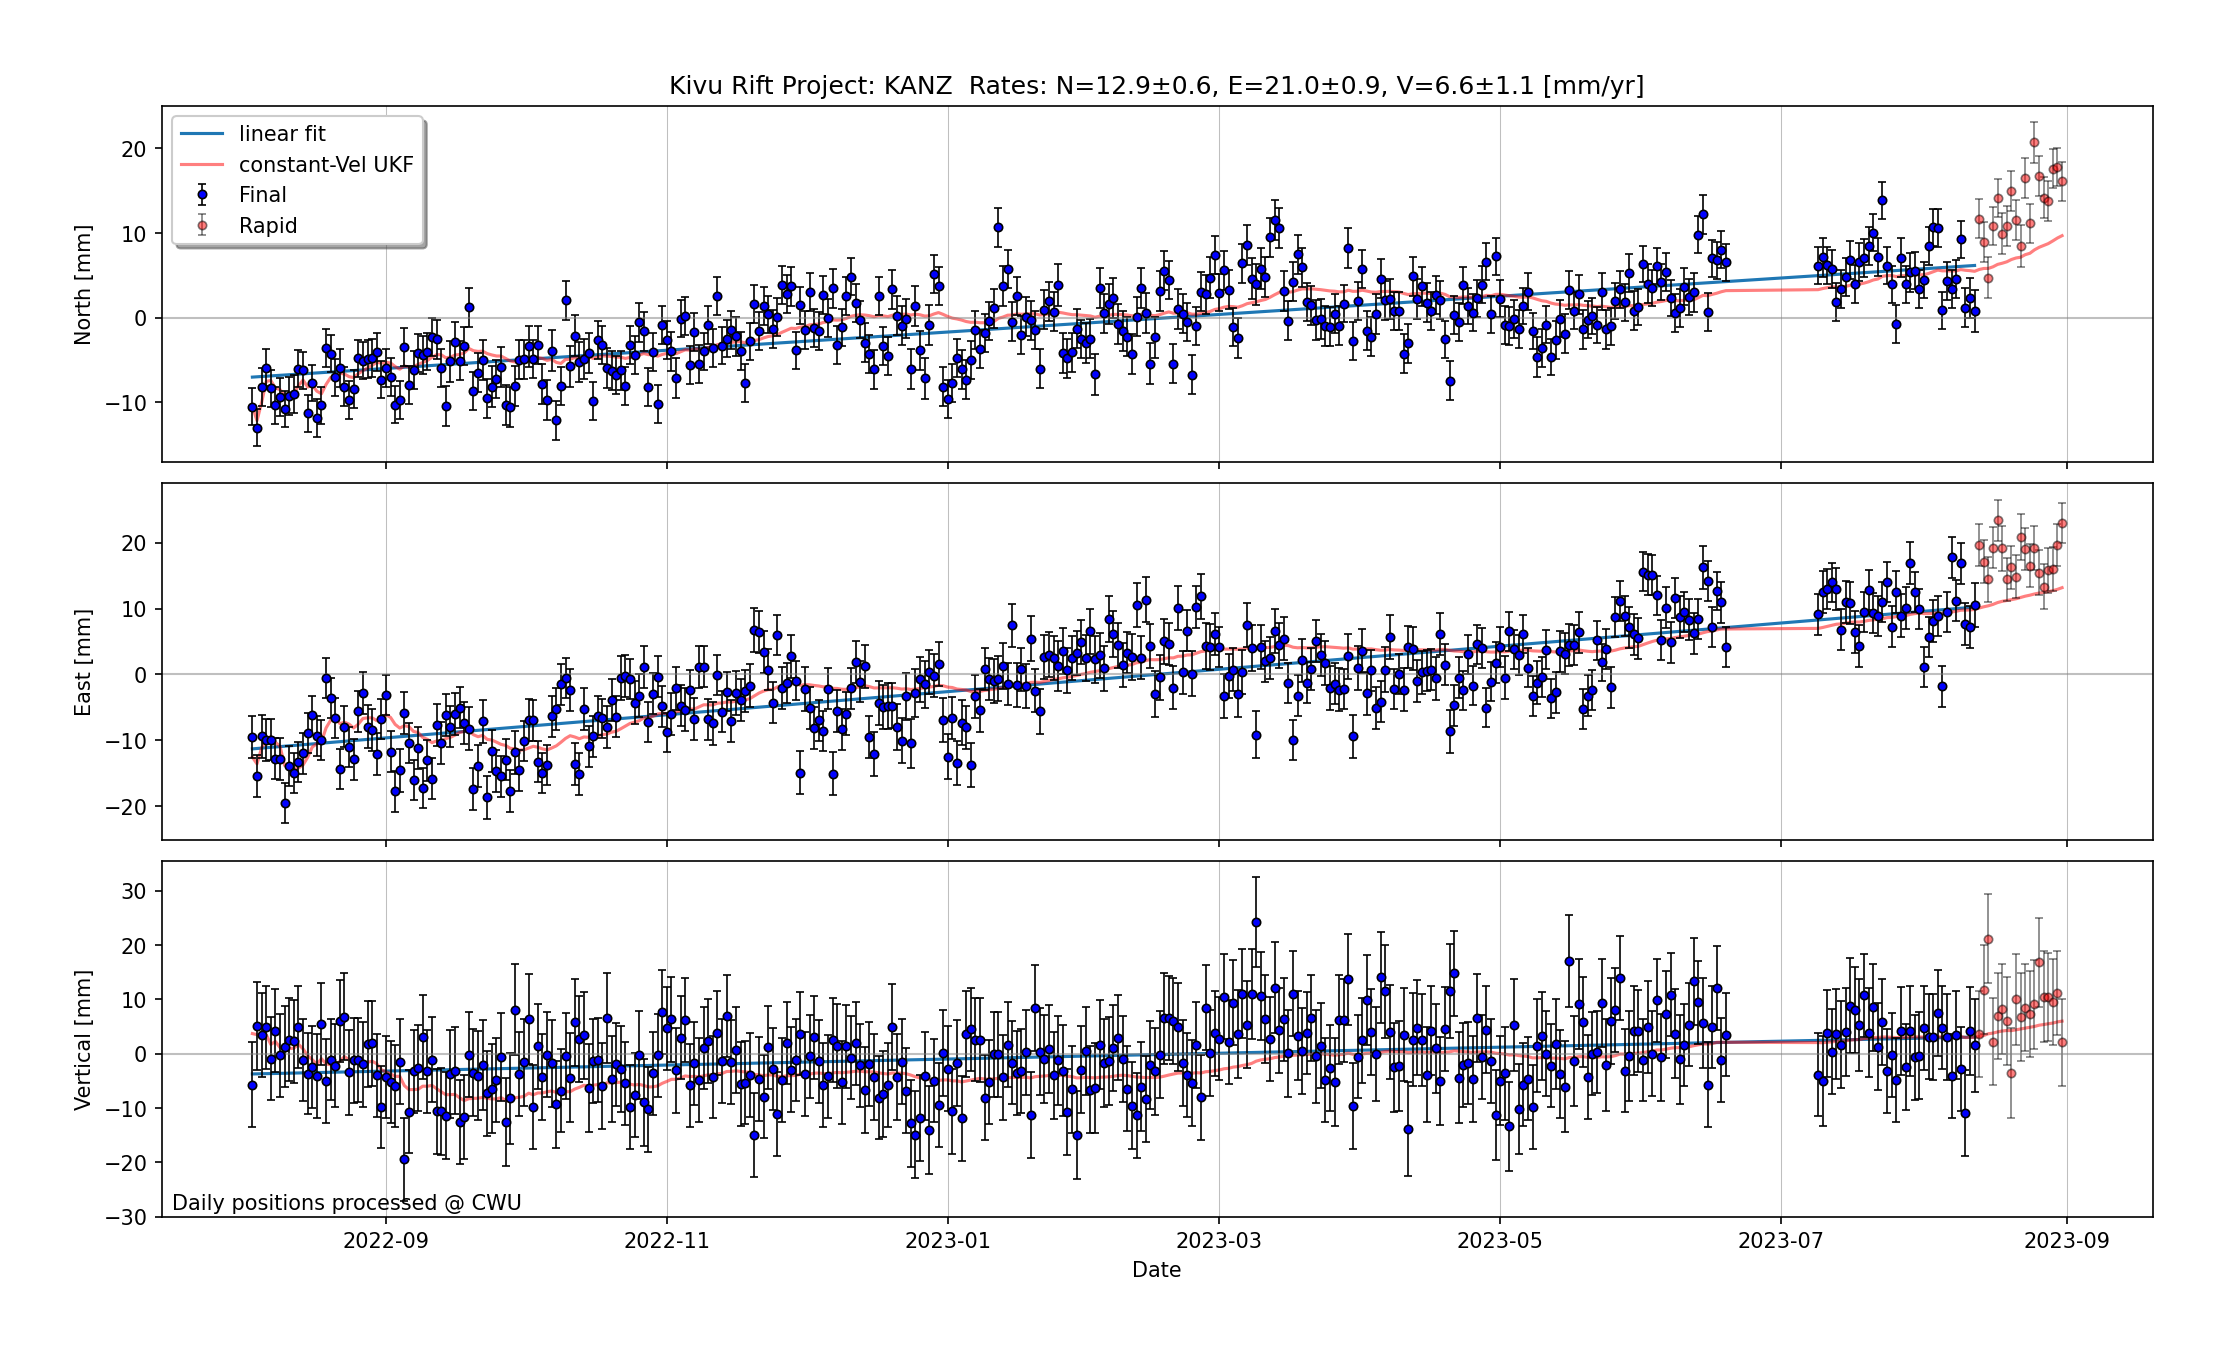 Kivu Rift Project: KANZ  Rates: N=12.9±0.6, E=21.0±0.9, V=6.6±1.1 [mm/yr]
linear fit
constant-Vel UKF
Final
Rapid
North [mm]
20
10
0
−10
East [mm]
20
10
0
−10
−20
Vertical [mm]
30
20
10
0
−10
−20
−30
Daily positions processed @ CWU
2022-09
2022-11
2023-01
2023-03
2023-05
2023-07
2023-09
Date